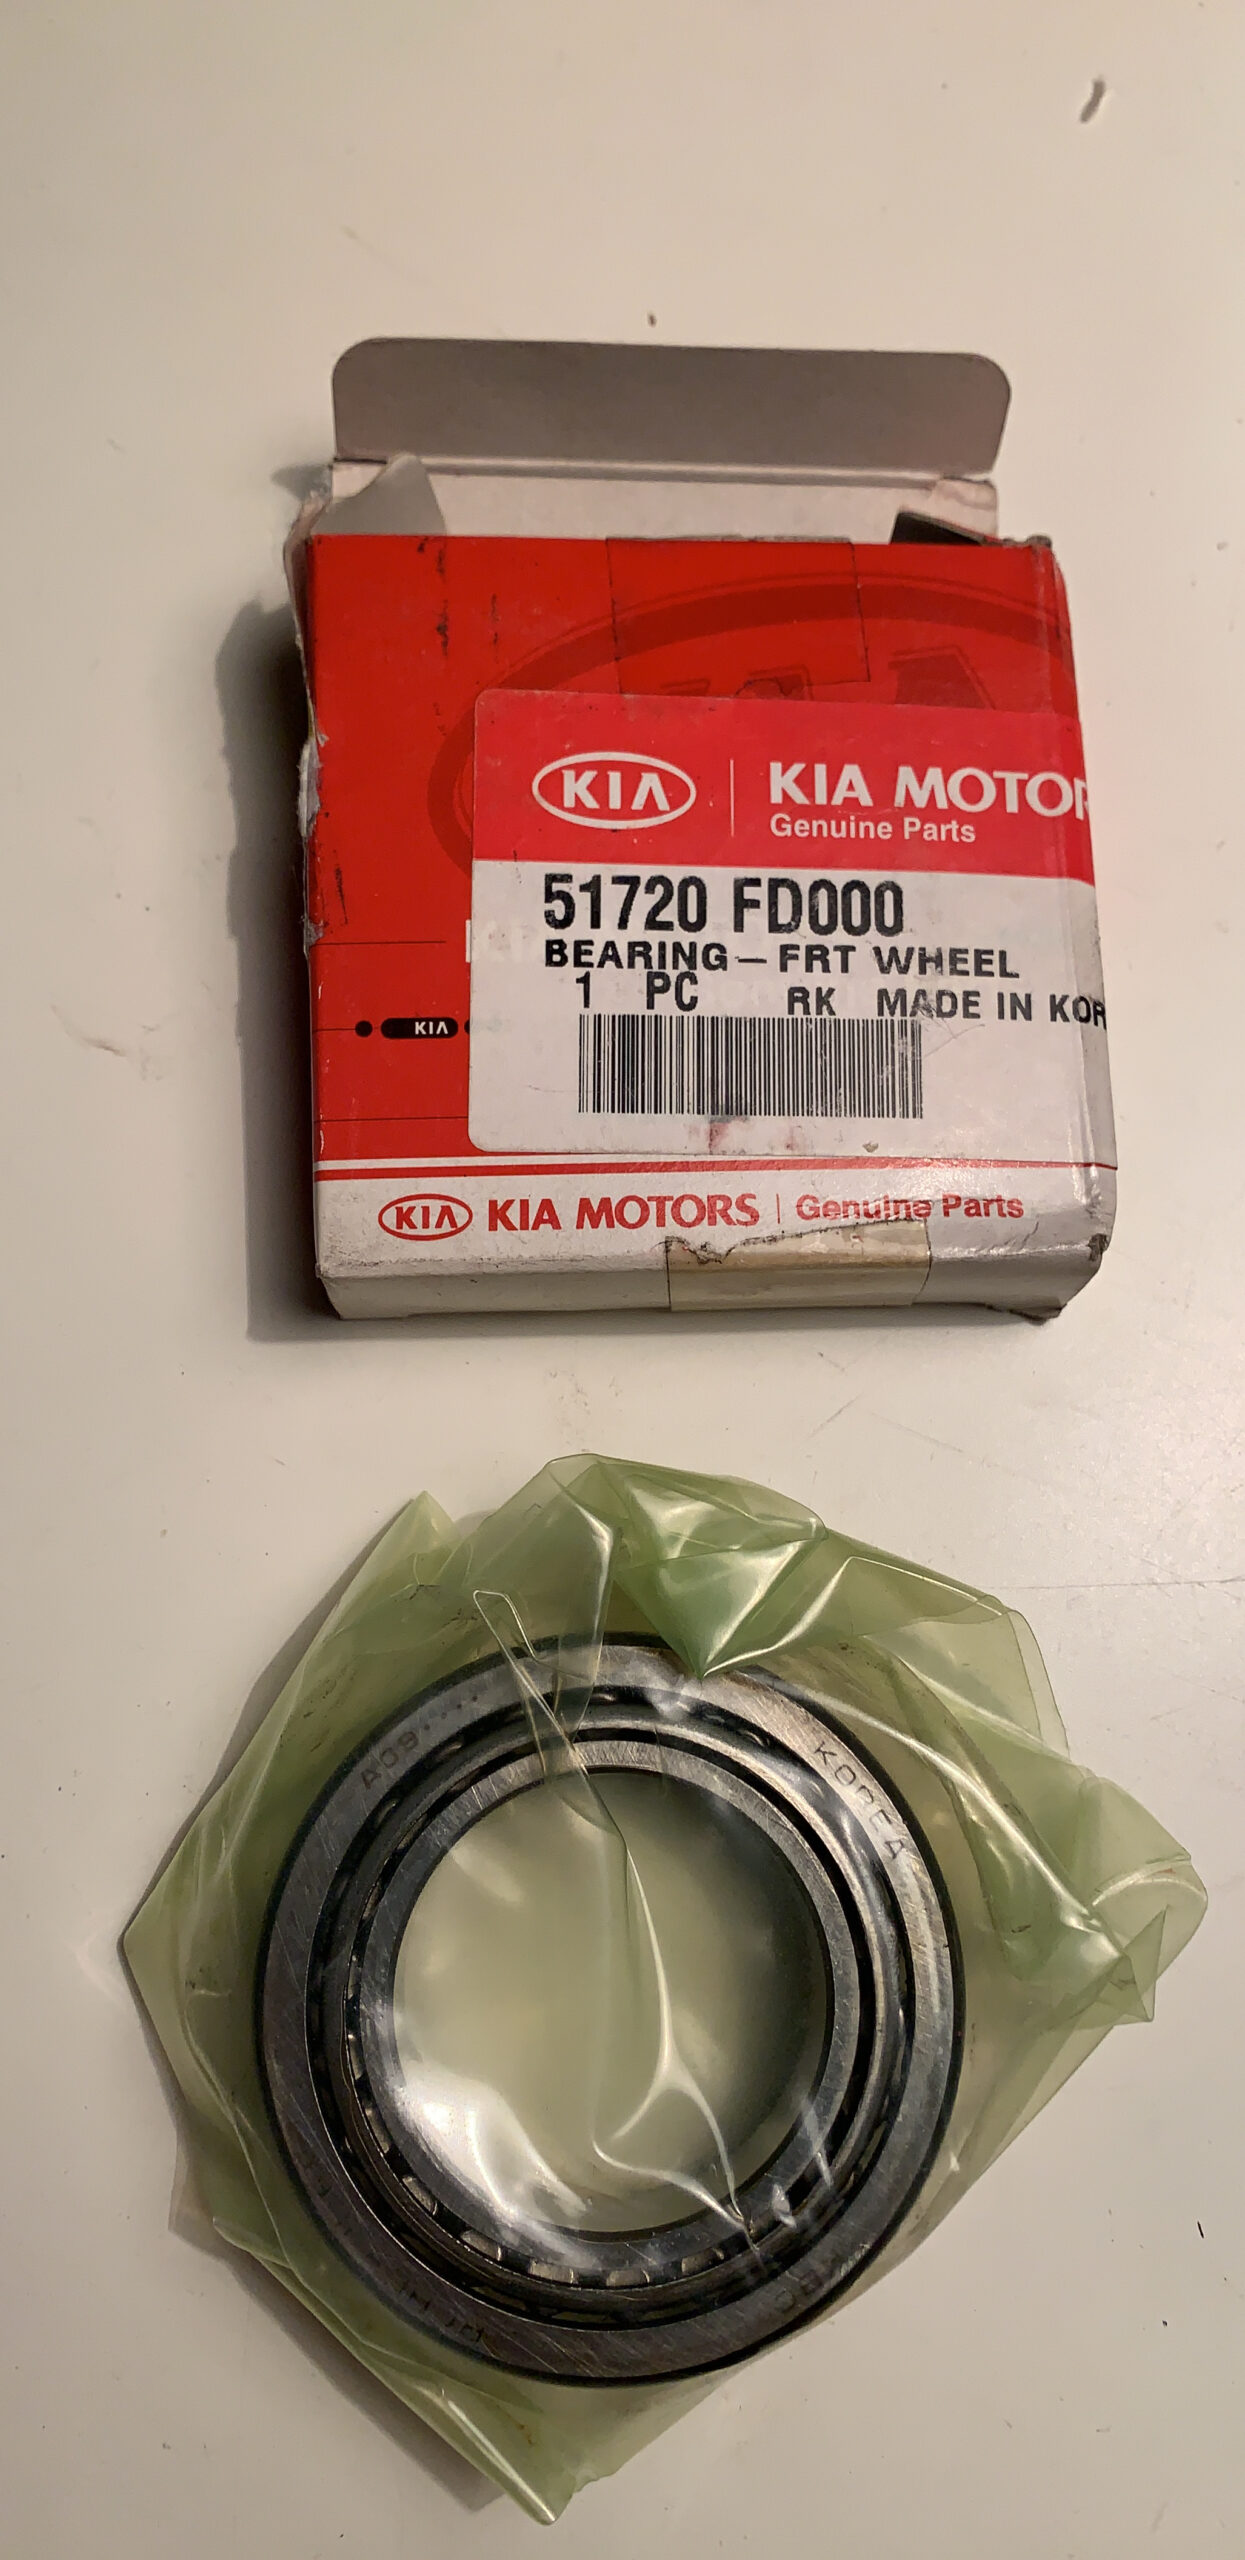 KIA KIA MOTOR
Genuine Parts
51720 FD000
BEARING-FRT WHEEL
1 PC RK MADE IN KOR
KIA
KIA KIA MOTORS | Genuine Parts
A09
KOREA